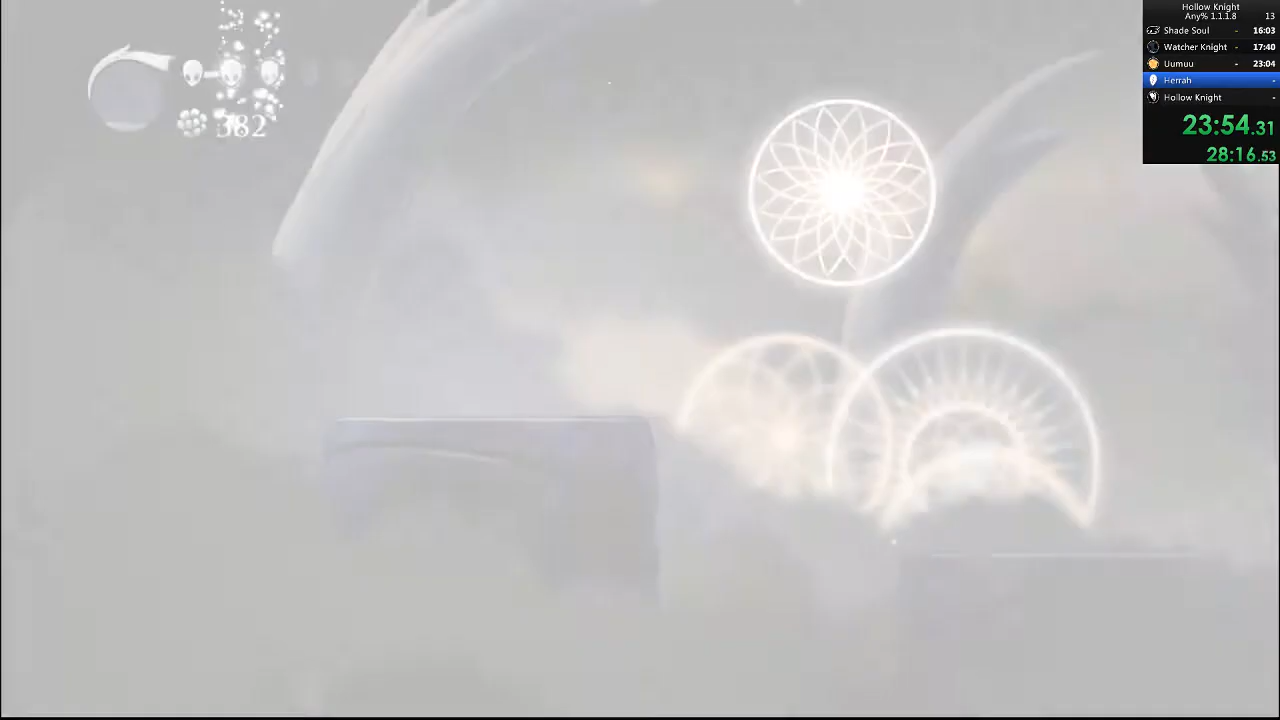 382
Hollow Knight
Any% 1.1.1.8 13
Shade Soul - 16:03
Watcher Knight - 17:40
Uumuu - 23:04
Herrah -
Hollow Knight -
23:54.31
28:16.53